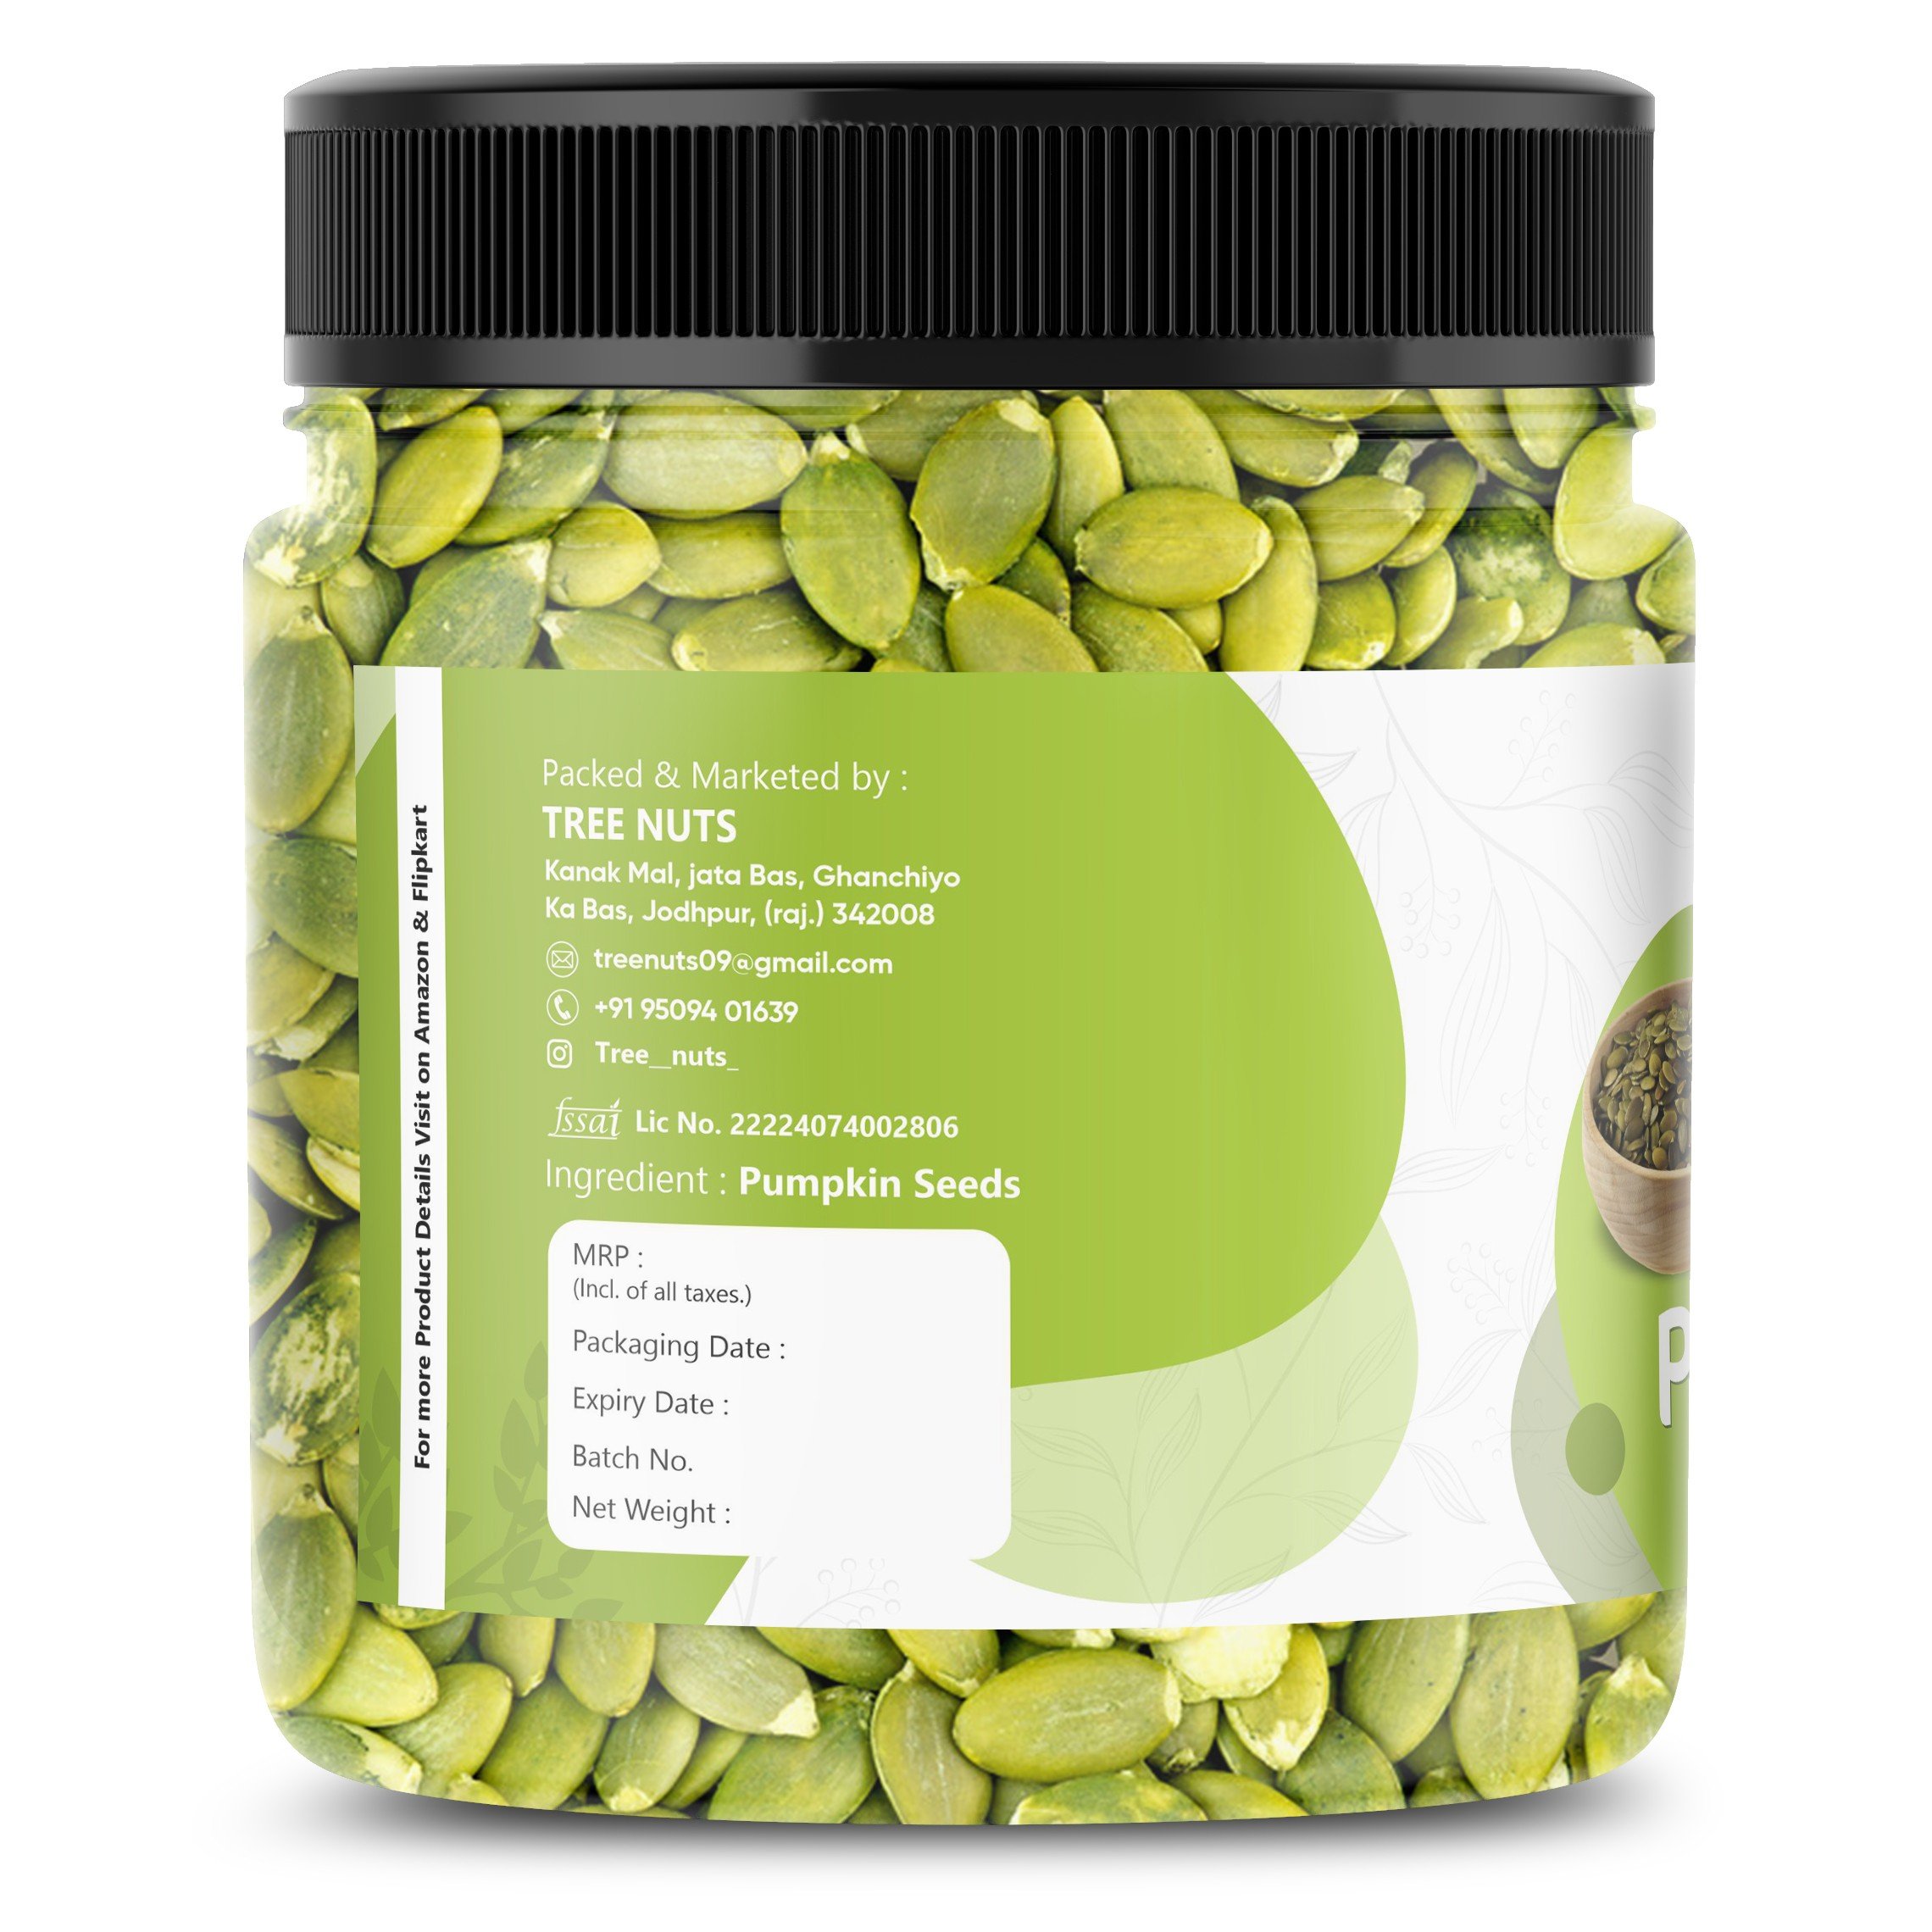 For more Product Details Visit on Amazon & Flipkart
Packed & Marketed by :
TREE NUTS
Kanak Mal, jata Bas, Ghanchiyo
Ka Bas, Jodhpur, (raj.) 342008
treenuts09@gmail.com
+91 95094 01639
Tree__nuts_
fssai Lic No. 22224074002806
Ingredient : Pumpkin Seeds
MRP :
(Incl. of all taxes.)
Packaging Date :
Expiry Date :
Batch No.
Net Weight :
P